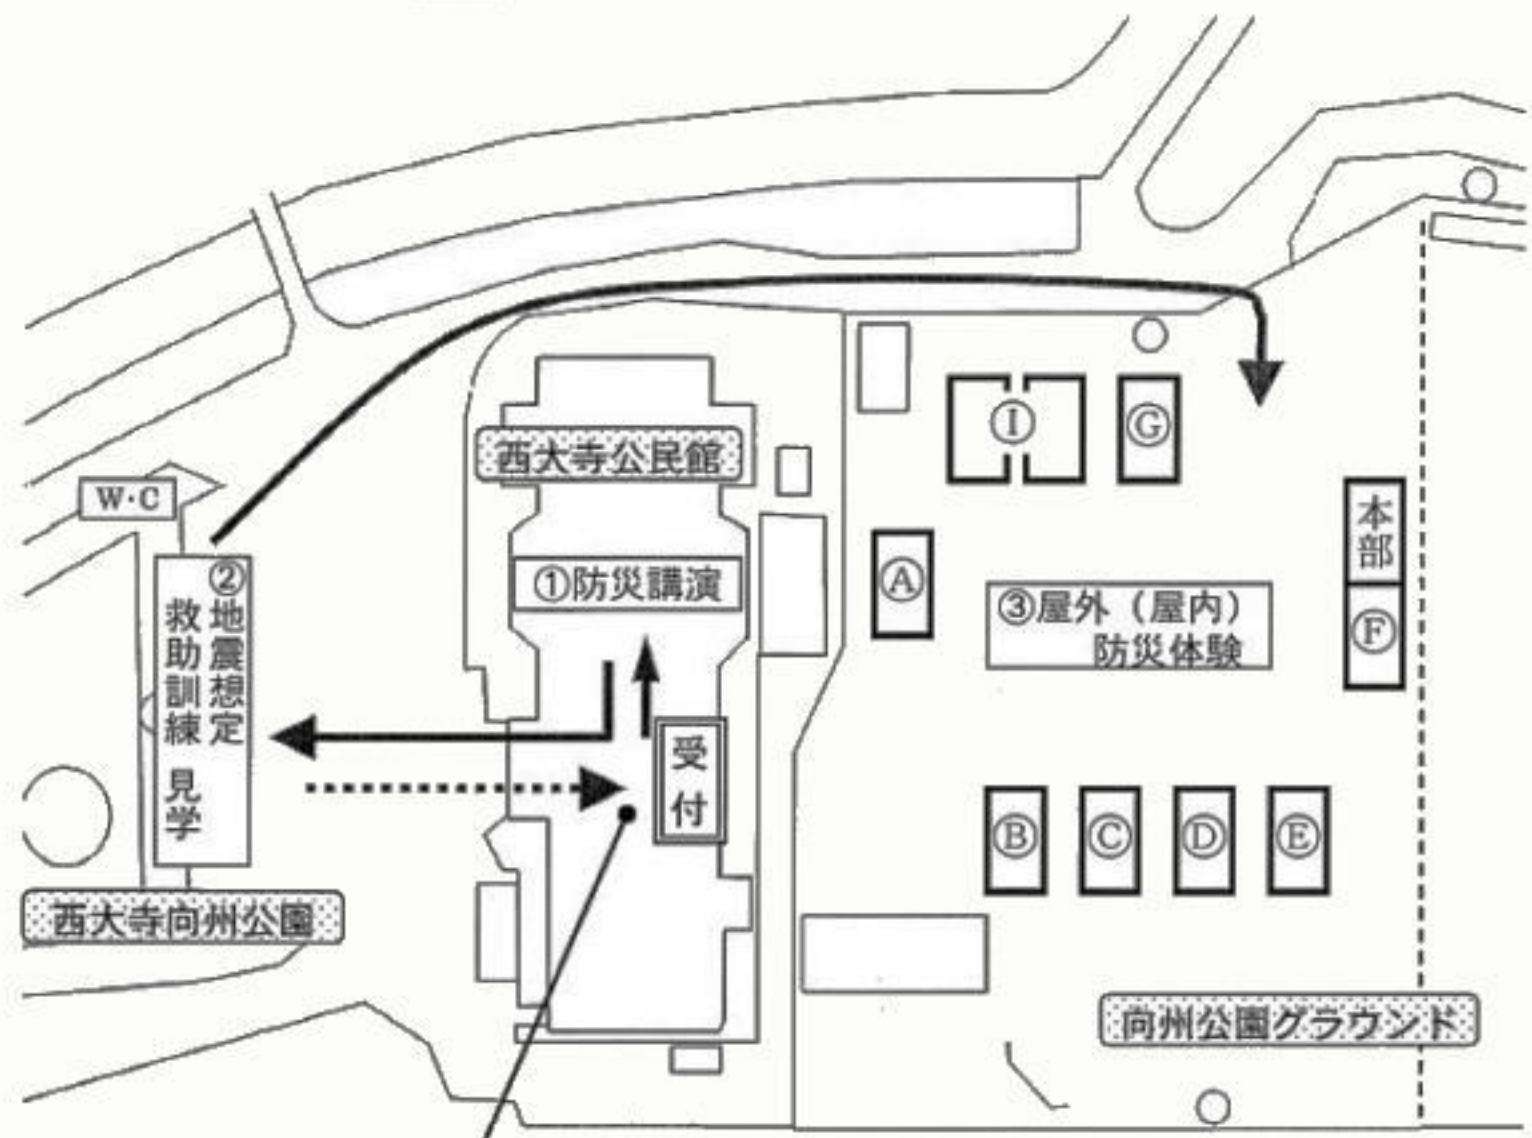 西大寺公民館
W・C
①防災講演
②地震想定
救助訓練 見学
受付
西大寺向州公園
Ⓘ
Ⓖ
Ⓐ
本部
Ⓕ
③屋外(屋内)
防災体験
Ⓑ
Ⓒ
Ⓓ
Ⓔ
向州公園グラウンド